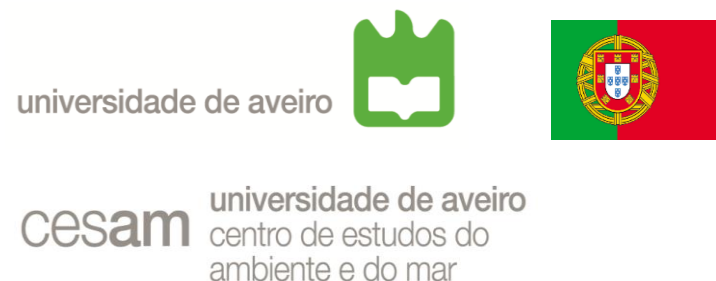 universidade de aveiro
cesam
universidade de aveiro
centro de estudos do
ambiente e do mar